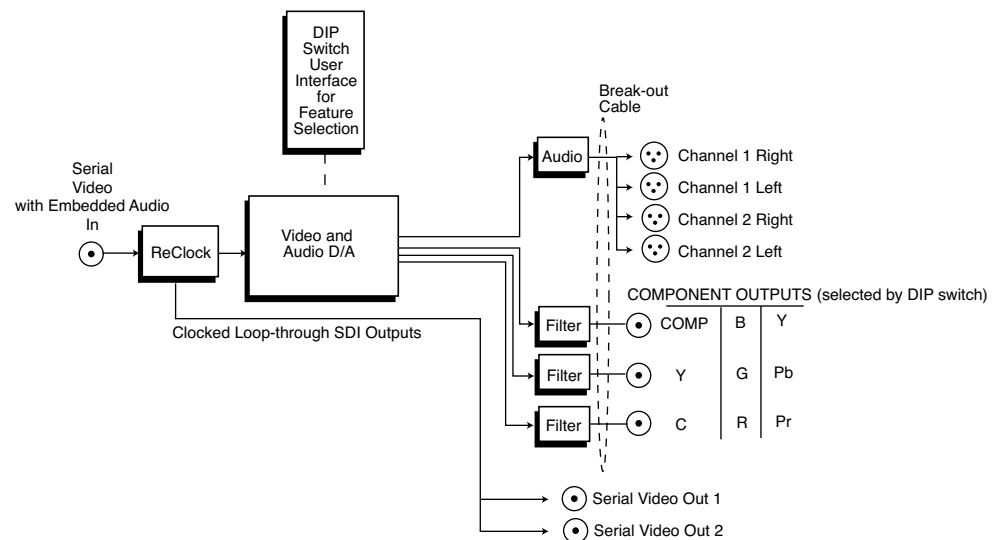 DIP
Switch
User
Interface
for
Feature
Selection
Break-out
Cable
Audio
Channel 1 Right
Channel 1 Left
Channel 2 Right
Channel 2 Left
Serial
Video
with Embedded Audio
In
ReClock
Video and
Audio D/A
Clocked Loop-through SDI Outputs
COMPONENT OUTPUTS (selected by DIP switch)
Filter COMP B Y
Filter Y G Pb
Filter C R Pr
Serial Video Out 1
Serial Video Out 2